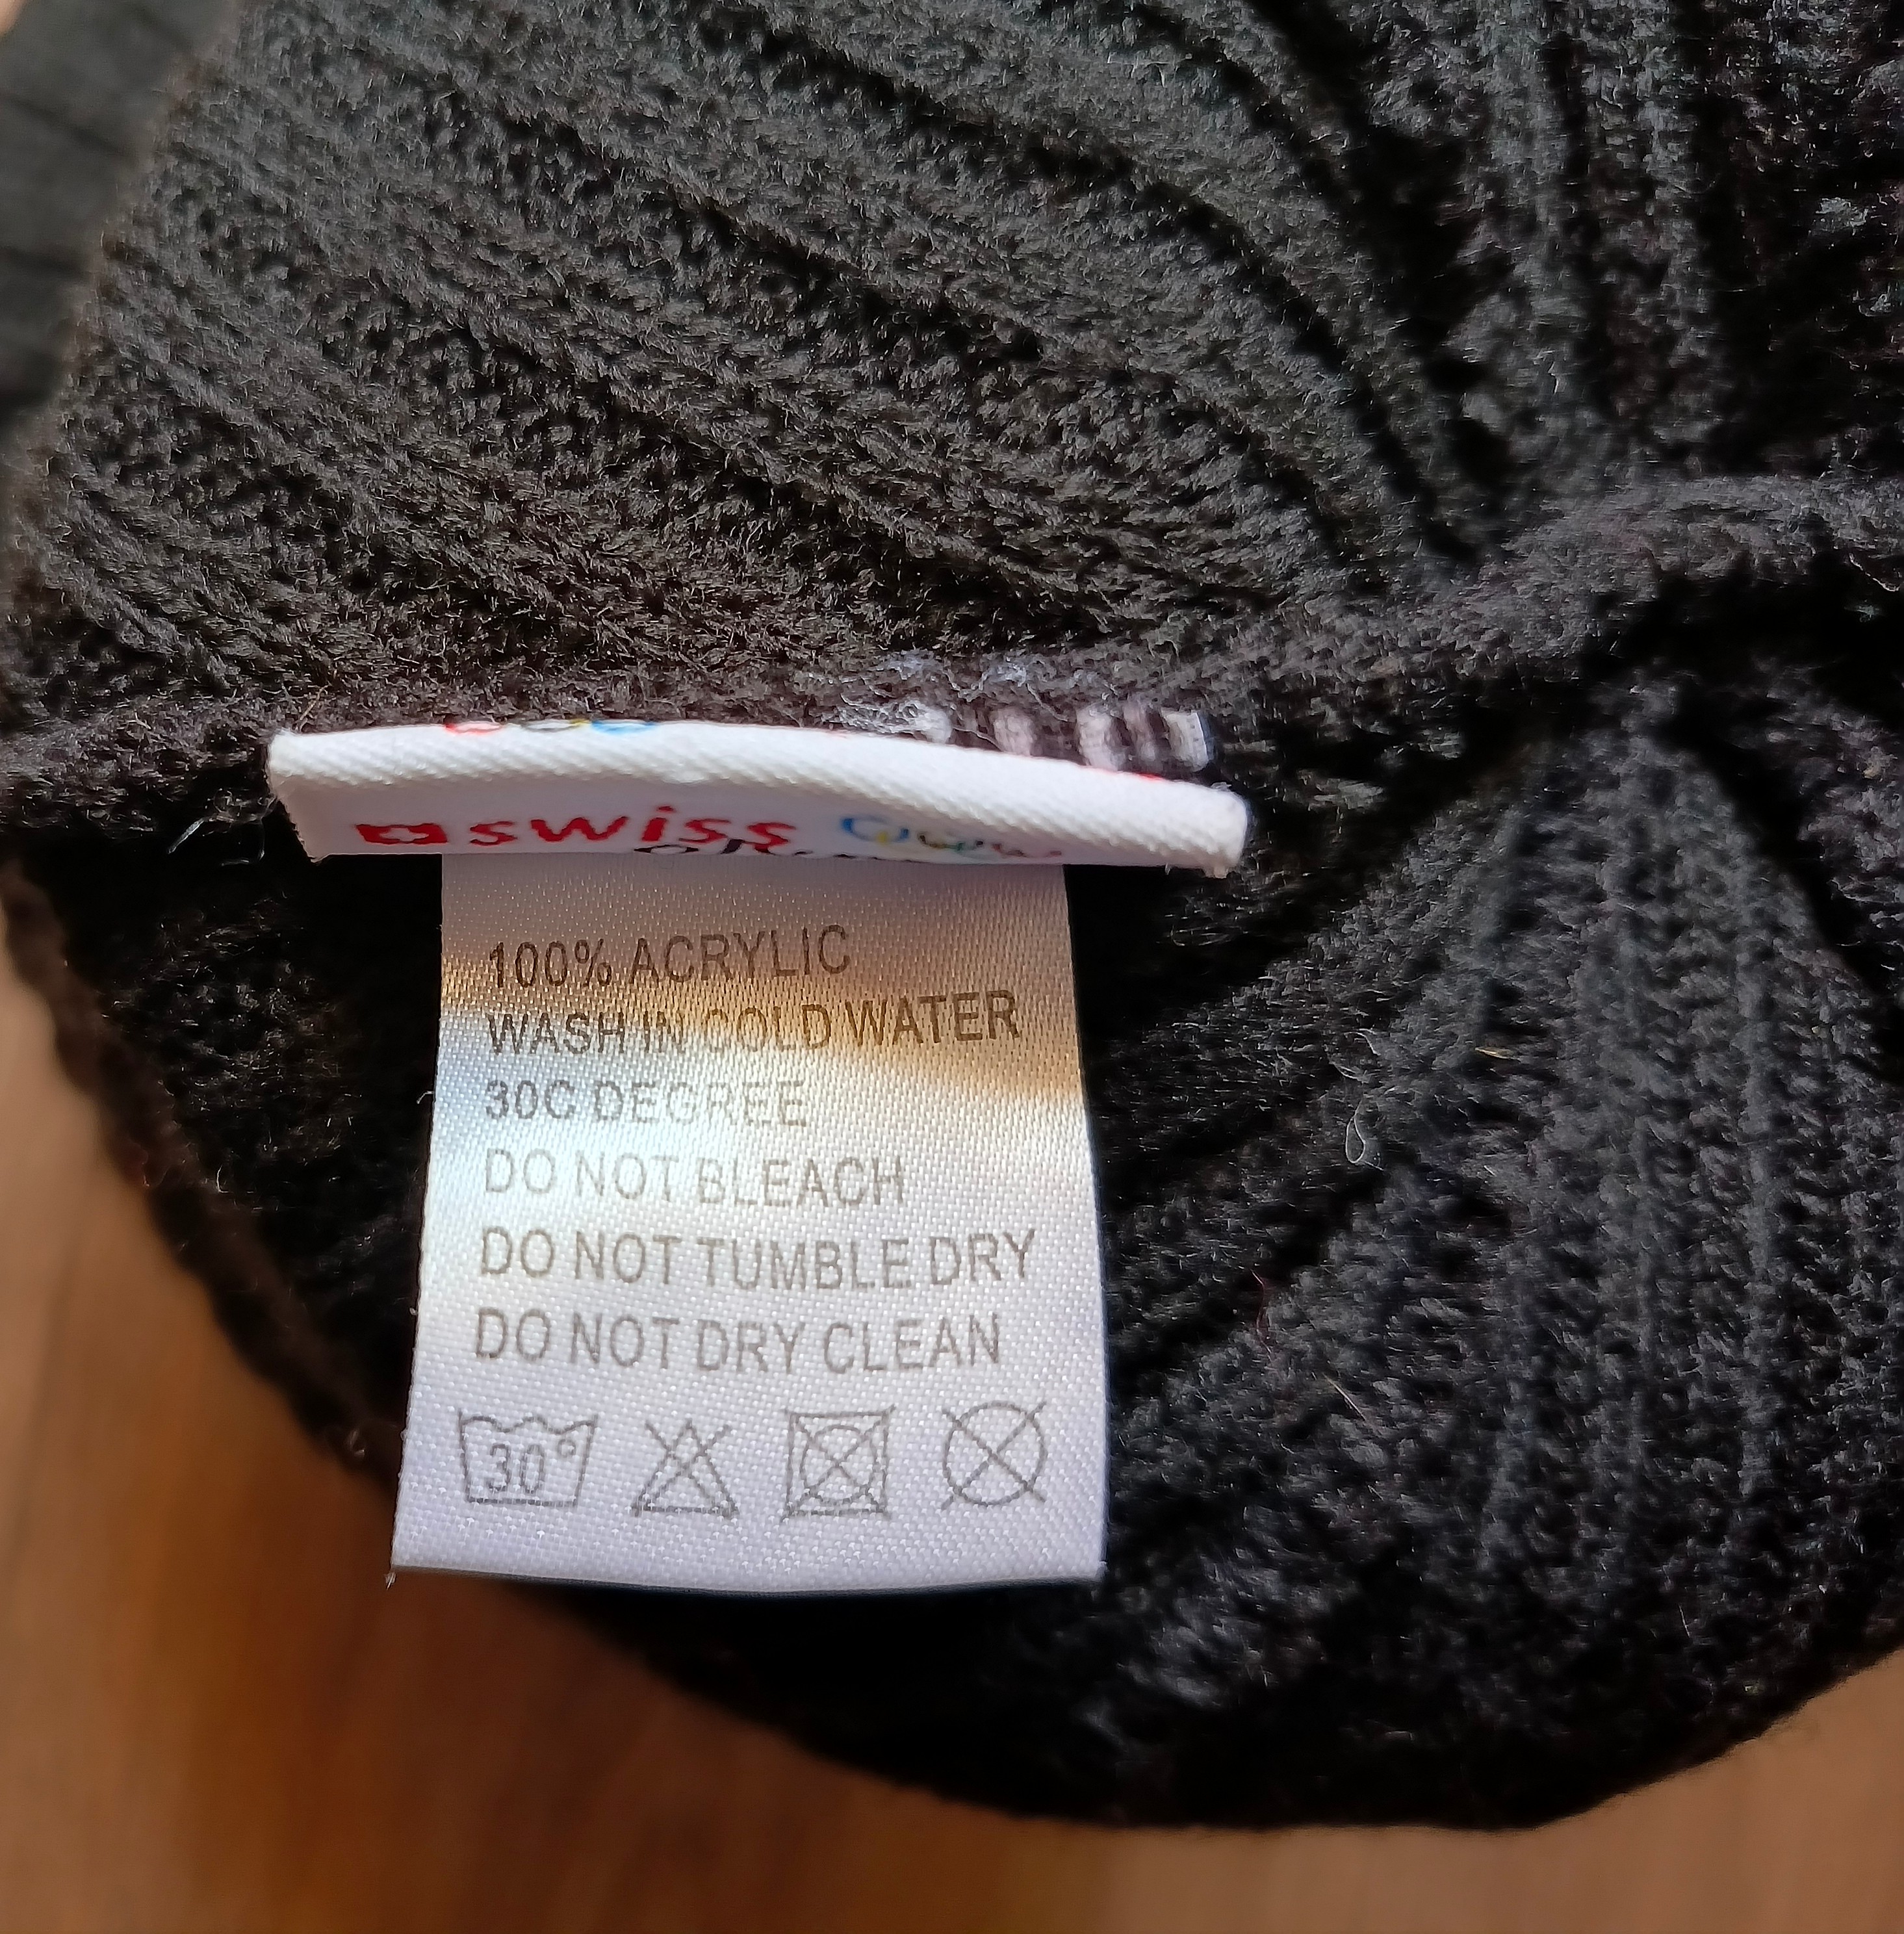 swiss
100% ACRYLIC
WASH IN COLD WATER
30C DEGREE
DO NOT BLEACH
DO NOT TUMBLE DRY
DO NOT DRY CLEAN
30°